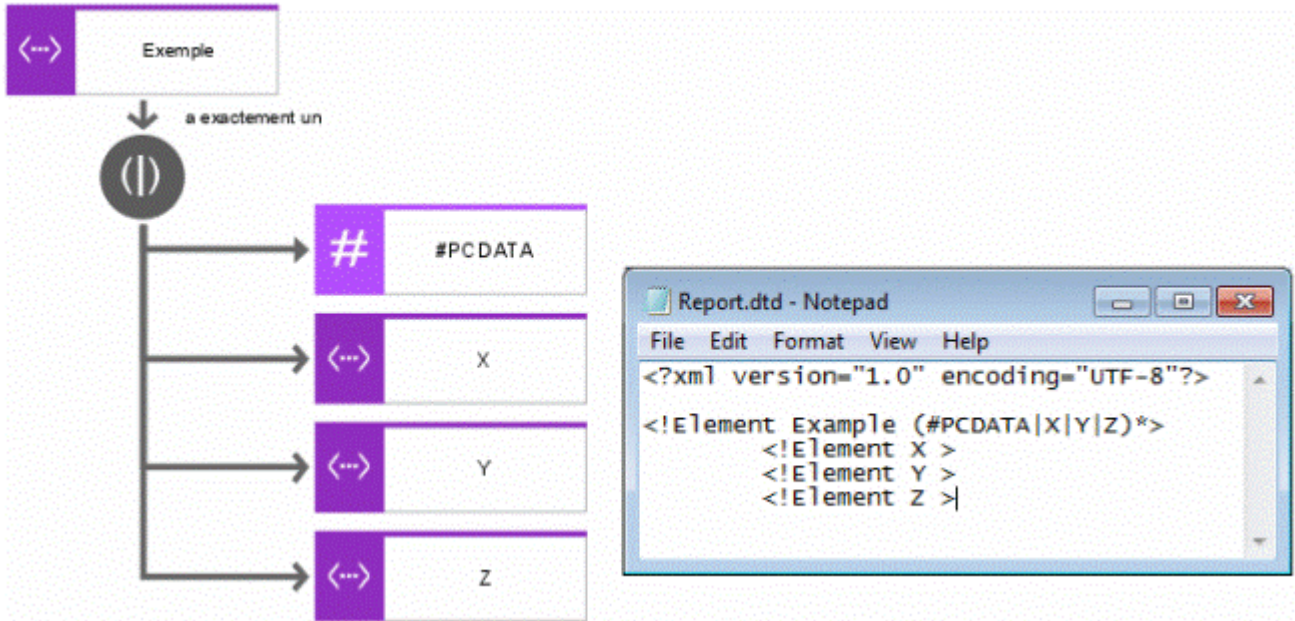 Exemple
a exactement un
#PCDATA
X
Y
Z
Report.dtd - Notepad
File Edit Format View Help
<?xml version="1.0" encoding="UTF-8"?>
<!Element Example (#PCDATA|X|Y|Z)*>
<!Element X >
<!Element Y >
<!Element Z >